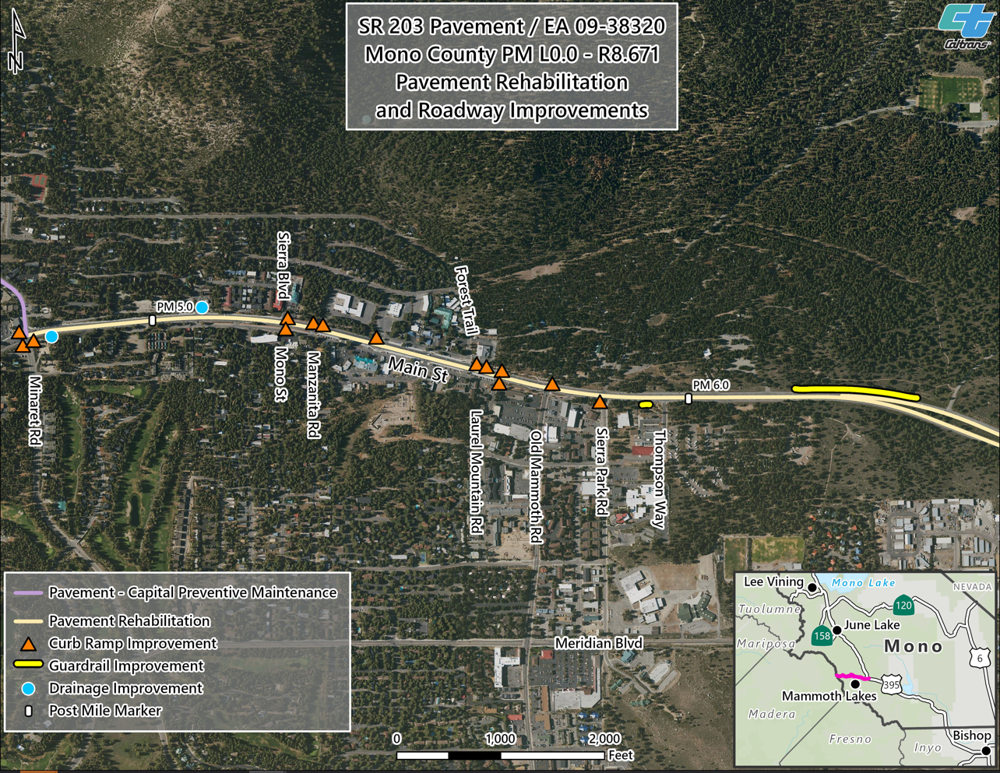 N
SR 203 Pavement / EA 09-38320
Mono County PM L0.0 - R8.671
Pavement Rehabilitation
and Roadway Improvements
Caltrans
Sierra Blvd
Forest Trail
PM 5.0
Main St
PM 6.0
Minaret Rd
Mono St
Manzanita Rd
Laurel Mountain Rd
Old Mammoth Rd
Sierra Park Rd
Thompson Way
Meridian Blvd
Pavement - Capital Preventive Maintenance
Pavement Rehabilitation
Curb Ramp Improvement
Guardrail Improvement
Drainage Improvement
Post Mile Marker
0 1,000 2,000
Feet
Lee Vining
Mono Lake
NEVADA
Tuolumne
120
June Lake
158
Mariposa
Mono
6
395
Mammoth Lakes
Madera
Fresno
Inyo
Bishop